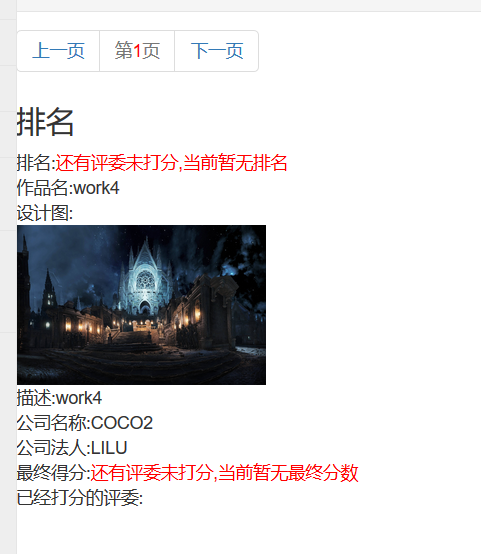 上一页 第1页 下一页
排名
排名:还有评委未打分,当前暂无排名
作品名:work4
设计图:
描述:work4
公司名称:COCO2
公司法人:LILU
最终得分:还有评委未打分,当前暂无最终分数
已经打分的评委: